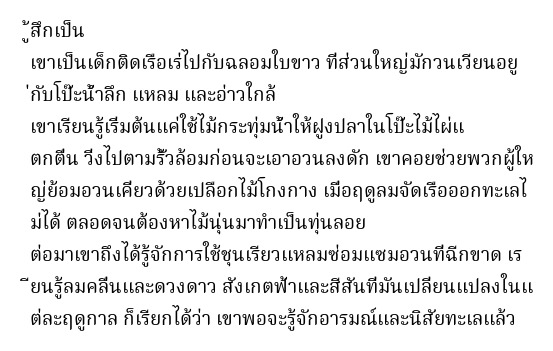 ู้สึกเป็น
เขาเป็นเด็กติดเรือเร่ไปกับฉลอมใบขาว ที่ส่วนใหญ่มักวนเวียนอยู
่กับโป๊ะน้ำลึก แหลม และอ่าวใกล้
เขาเรียนรู้เริ่มต้นแค่ใช้ไม้กระทุ่มน้ำให้ฝูงปลาในโป๊ะไม้ไผ่แ
ตกตื่น วิ่งไปตามรั้วล้อมก่อนจะเอาอวนลงดัก เขาคอยช่วยพวกผู้ให
ญ่ย้อมอวนเคียวด้วยเปลือกไม้โกงกาง เมื่อฤดูลมจัดเรือออกทะเลไ
ม่ได้ ตลอดจนต้องหาไม้นุ่นมาทำเป็นทุ่นลอย
ต่อมาเขาถึงได้รู้จักการใช้ชุนเรียวแหลมซ่อมแซมอวนที่ฉีกขาด เร
ียนรู้ลมคลื่นและดวงดาว สังเกตฟ้าและสีสันที่มันเปลี่ยนแปลงในแ
ต่ละฤดูกาล ก็เรียกได้ว่า เขาพอจะรู้จักอารมณ์และนิสัยทะเลแล้ว